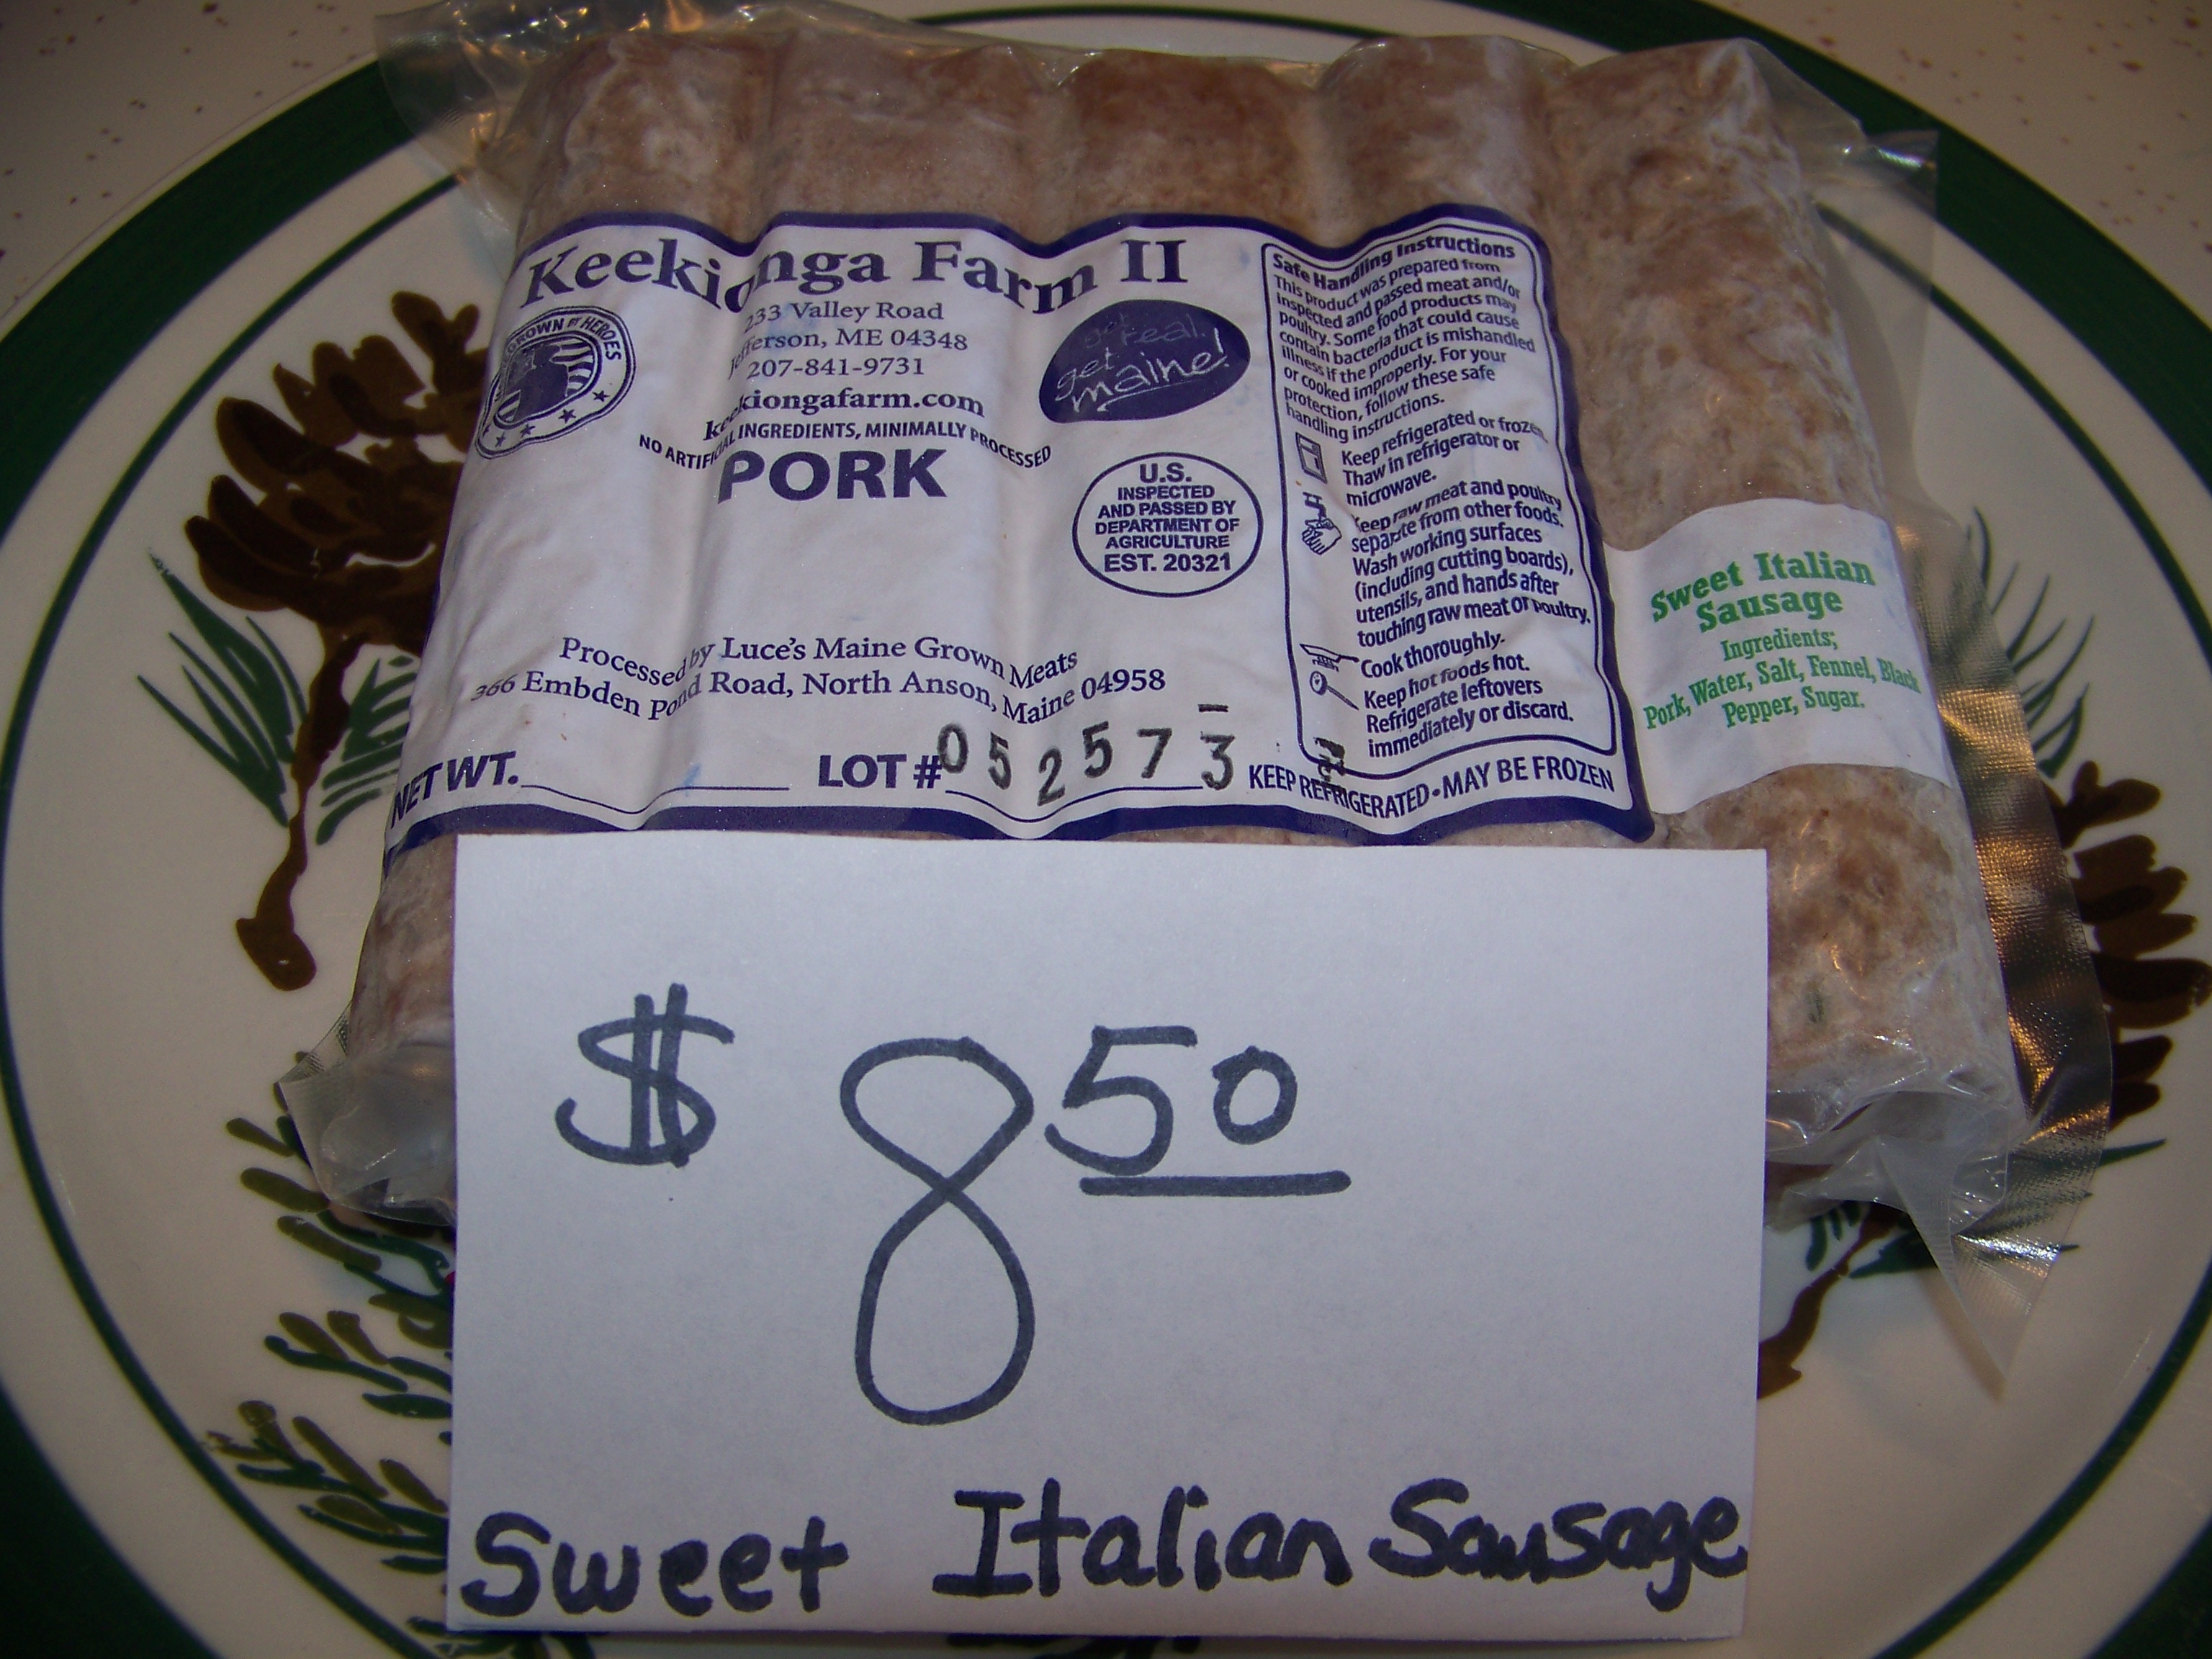 Keekionga Farm II
233 Valley Road
Jefferson, ME 04348
207-841-9731
keekiongafarm.com
NO ARTIFICIAL INGREDIENTS, MINIMALLY PROCESSED
PORK
GROWN BY HEROES
get real.
get
maine!
U.S.
INSPECTED
AND PASSED BY
DEPARTMENT OF
AGRICULTURE
EST. 20321
Processed by Luce's Maine Grown Meats
366 Embden Pond Road, North Anson, Maine 04958
NET WT.
LOT # 052573
KEEP REFRIGERATED • MAY BE FROZEN
Safe Handling Instructions
This product was prepared from
inspected and passed meat and/or
poultry. Some food products may
contain bacteria that could cause
illness if the product is mishandled
or cooked improperly. For your
protection, follow these safe
handling instructions.
Keep refrigerated or frozen.
Thaw in refrigerator or
microwave.
Keep raw meat and poultry
separate from other foods.
Wash working surfaces
(including cutting boards),
utensils, and hands after
touching raw meat or poultry.
Cook thoroughly.
Keep hot foods hot.
Refrigerate leftovers
immediately or discard.
Sweet Italian
Sausage
Ingredients;
Pork, Water, Salt, Fennel, Black
Pepper, Sugar.
$ 8 50
Sweet Italian Sausage